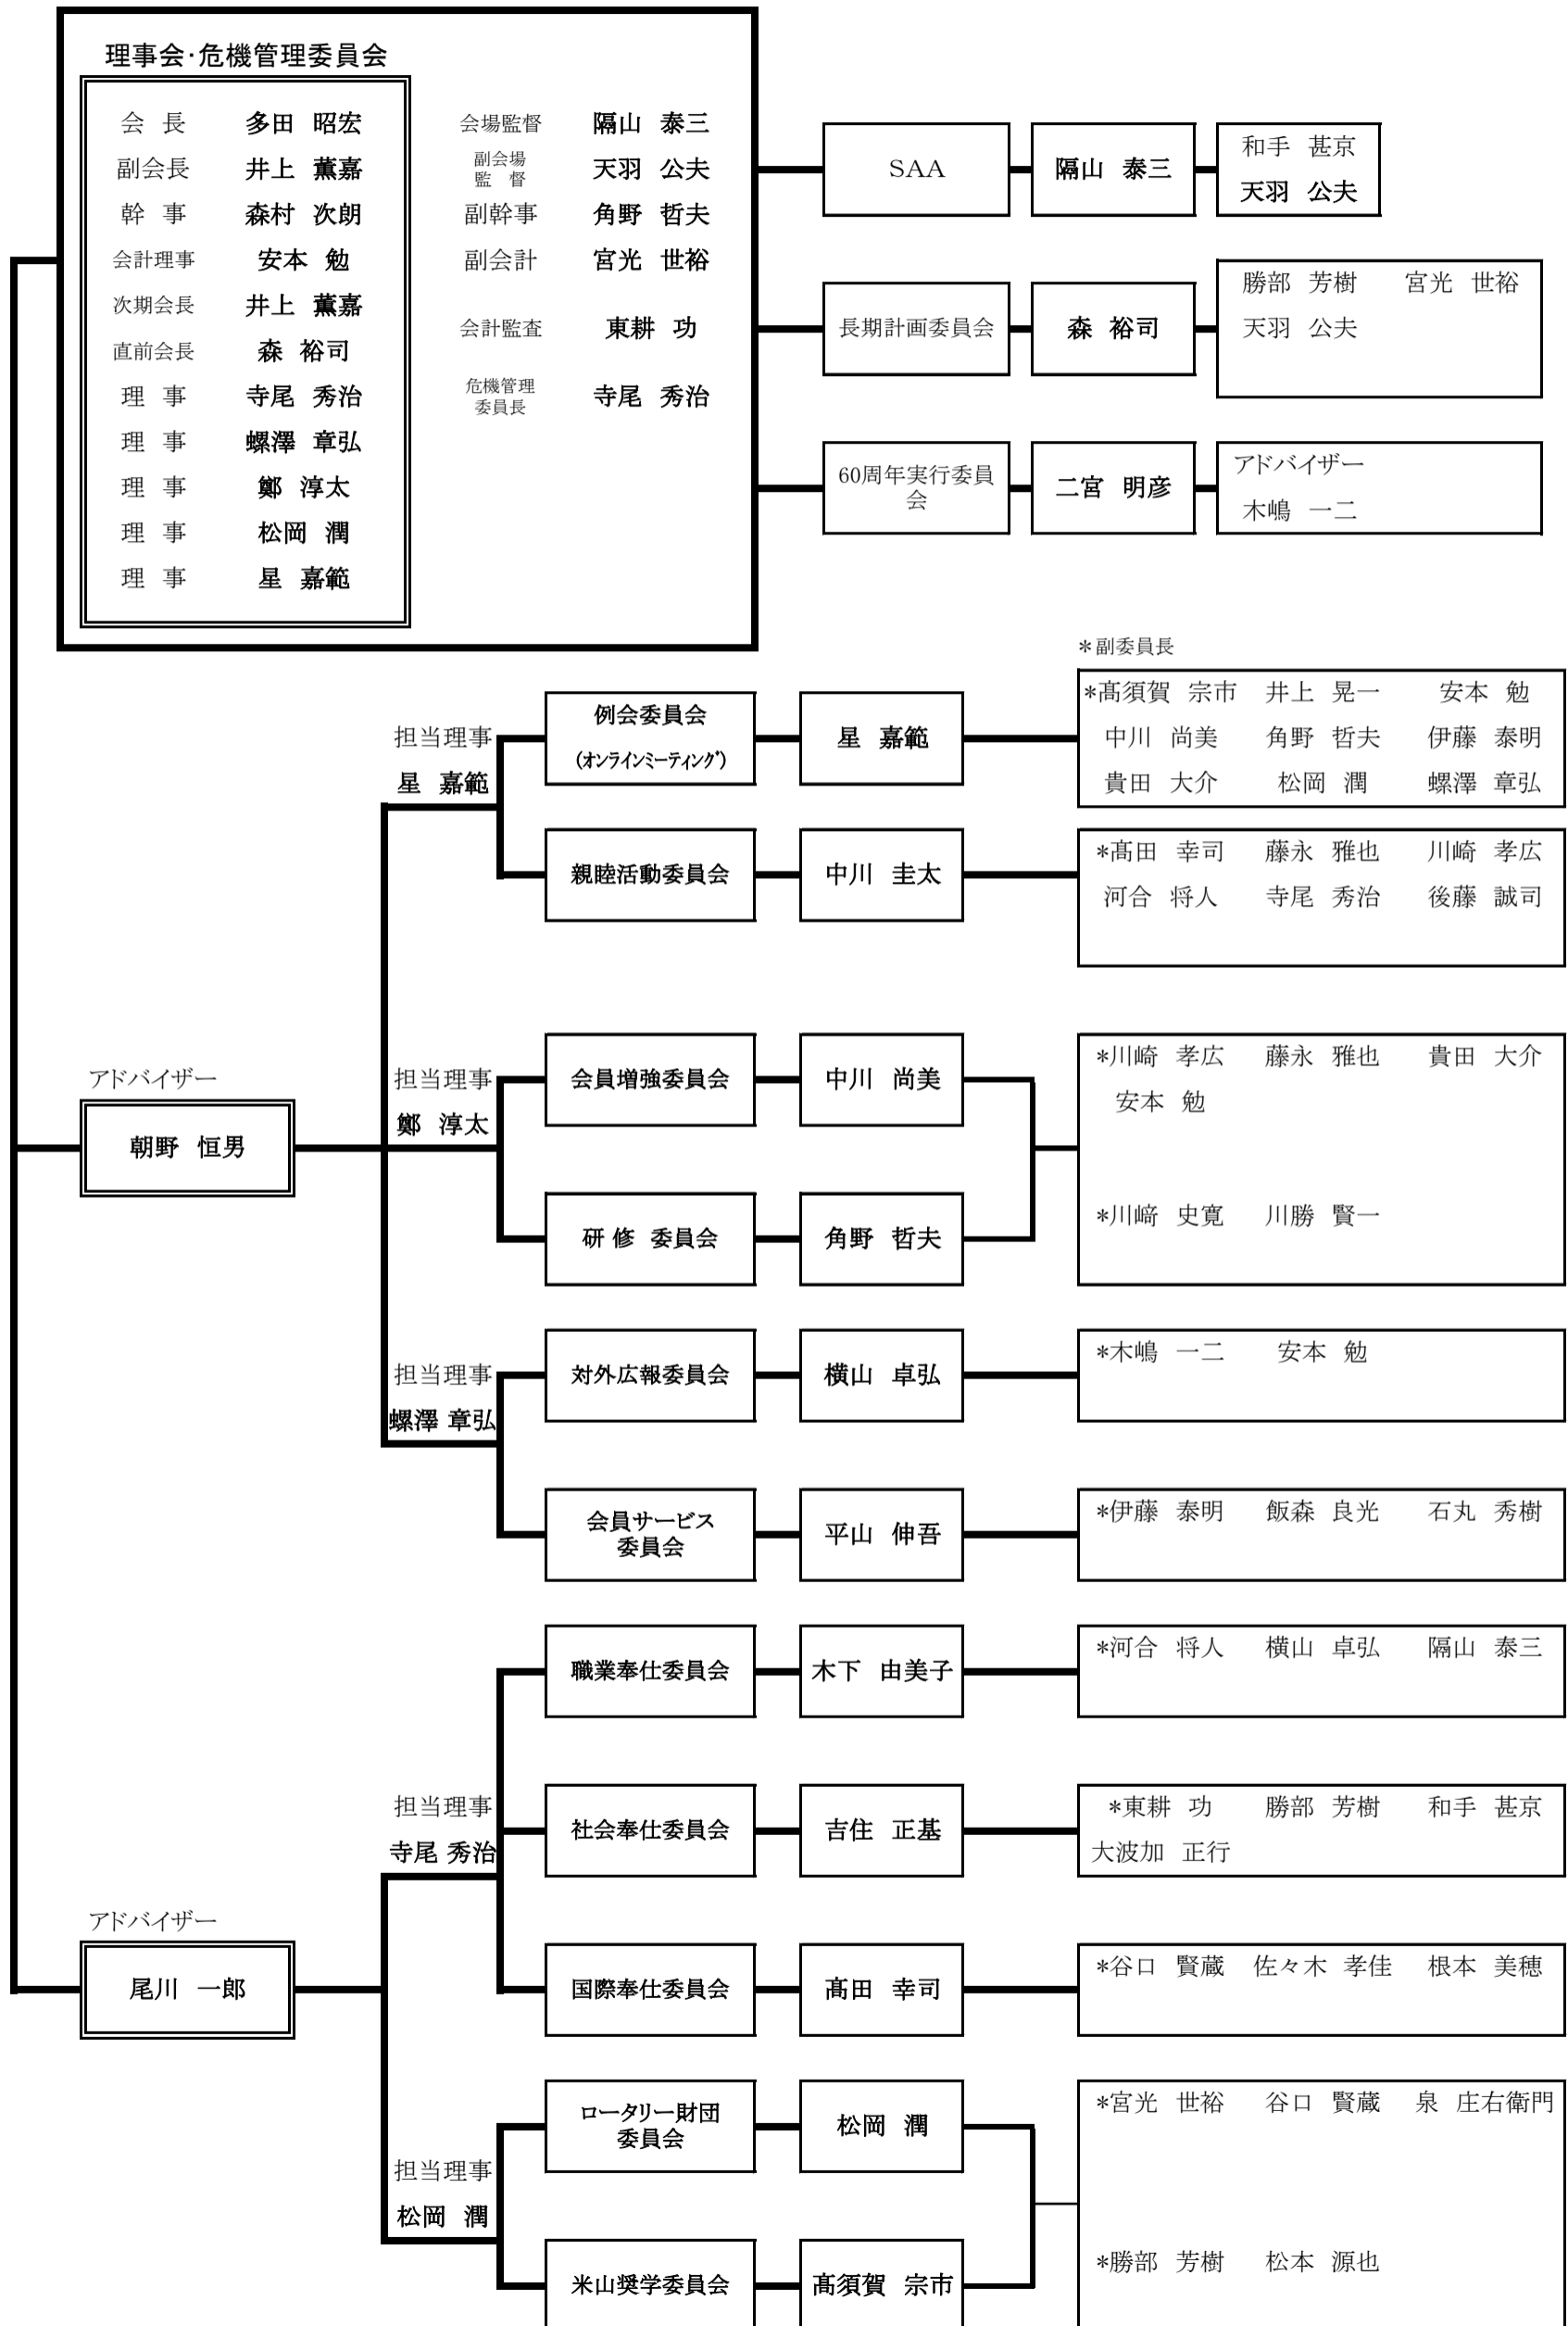 理事会・危機管理委員会
会 長 多田 昭宏 会場監督 隔山 泰三
副会長 井上 薫嘉 副会場監 督 天羽 公夫
幹 事 森村 次朗 副幹事 角野 哲夫
会計理事 安本 勉 副会計 宮光 世裕
次期会長 井上 薫嘉
会計監査 東耕 功
直前会長 森 裕司
理 事 寺尾 秀治 危機管理委員長 寺尾 秀治
理 事 螺澤 章弘
理 事 鄭 淳太
理 事 松岡 潤
理 事 星 嘉範
SAA 隔山 泰三 和手 甚京
天羽 公夫
長期計画委員会 森 裕司 勝部 芳樹 宮光 世裕
天羽 公夫
60周年実行委員
会
二宮 明彦
アドバイザー
木嶋 一二
＊副委員長
担当理事
星 嘉範
例会委員会
(オンラインミーティング)
星 嘉範
*髙須賀 宗市 井上 晃一 安本 勉
中川 尚美 角野 哲夫 伊藤 泰明
貴田 大介 松岡 潤 螺澤 章弘
親睦活動委員会 中川 圭太
*髙田 幸司 藤永 雅也 川崎 孝広
河合 将人 寺尾 秀治 後藤 誠司
アドバイザー
朝野 恒男
担当理事
鄭 淳太
会員増強委員会 中川 尚美
*川崎 孝広 藤永 雅也 貴田 大介
安本 勉
研 修 委員会 角野 哲夫
*川﨑 史寛 川勝 賢一
担当理事
螺澤 章弘
対外広報委員会 横山 卓弘
*木嶋 一二 安本 勉
会員サービス
委員会
平山 伸吾
*伊藤 泰明 飯森 良光 石丸 秀樹
職業奉仕委員会 木下 由美子
*河合 将人 横山 卓弘 隔山 泰三
担当理事
寺尾 秀治
社会奉仕委員会 吉住 正基
*東耕 功 勝部 芳樹 和手 甚京
大波加 正行
アドバイザー
尾川 一郎
国際奉仕委員会 髙田 幸司
*谷口 賢蔵 佐々木 孝佳 根本 美穂
担当理事
松岡 潤
ロータリー財団
委員会
松岡 潤
*宮光 世裕 谷口 賢蔵 泉 庄右衛門
米山奨学委員会 髙須賀 宗市
*勝部 芳樹 松本 源也